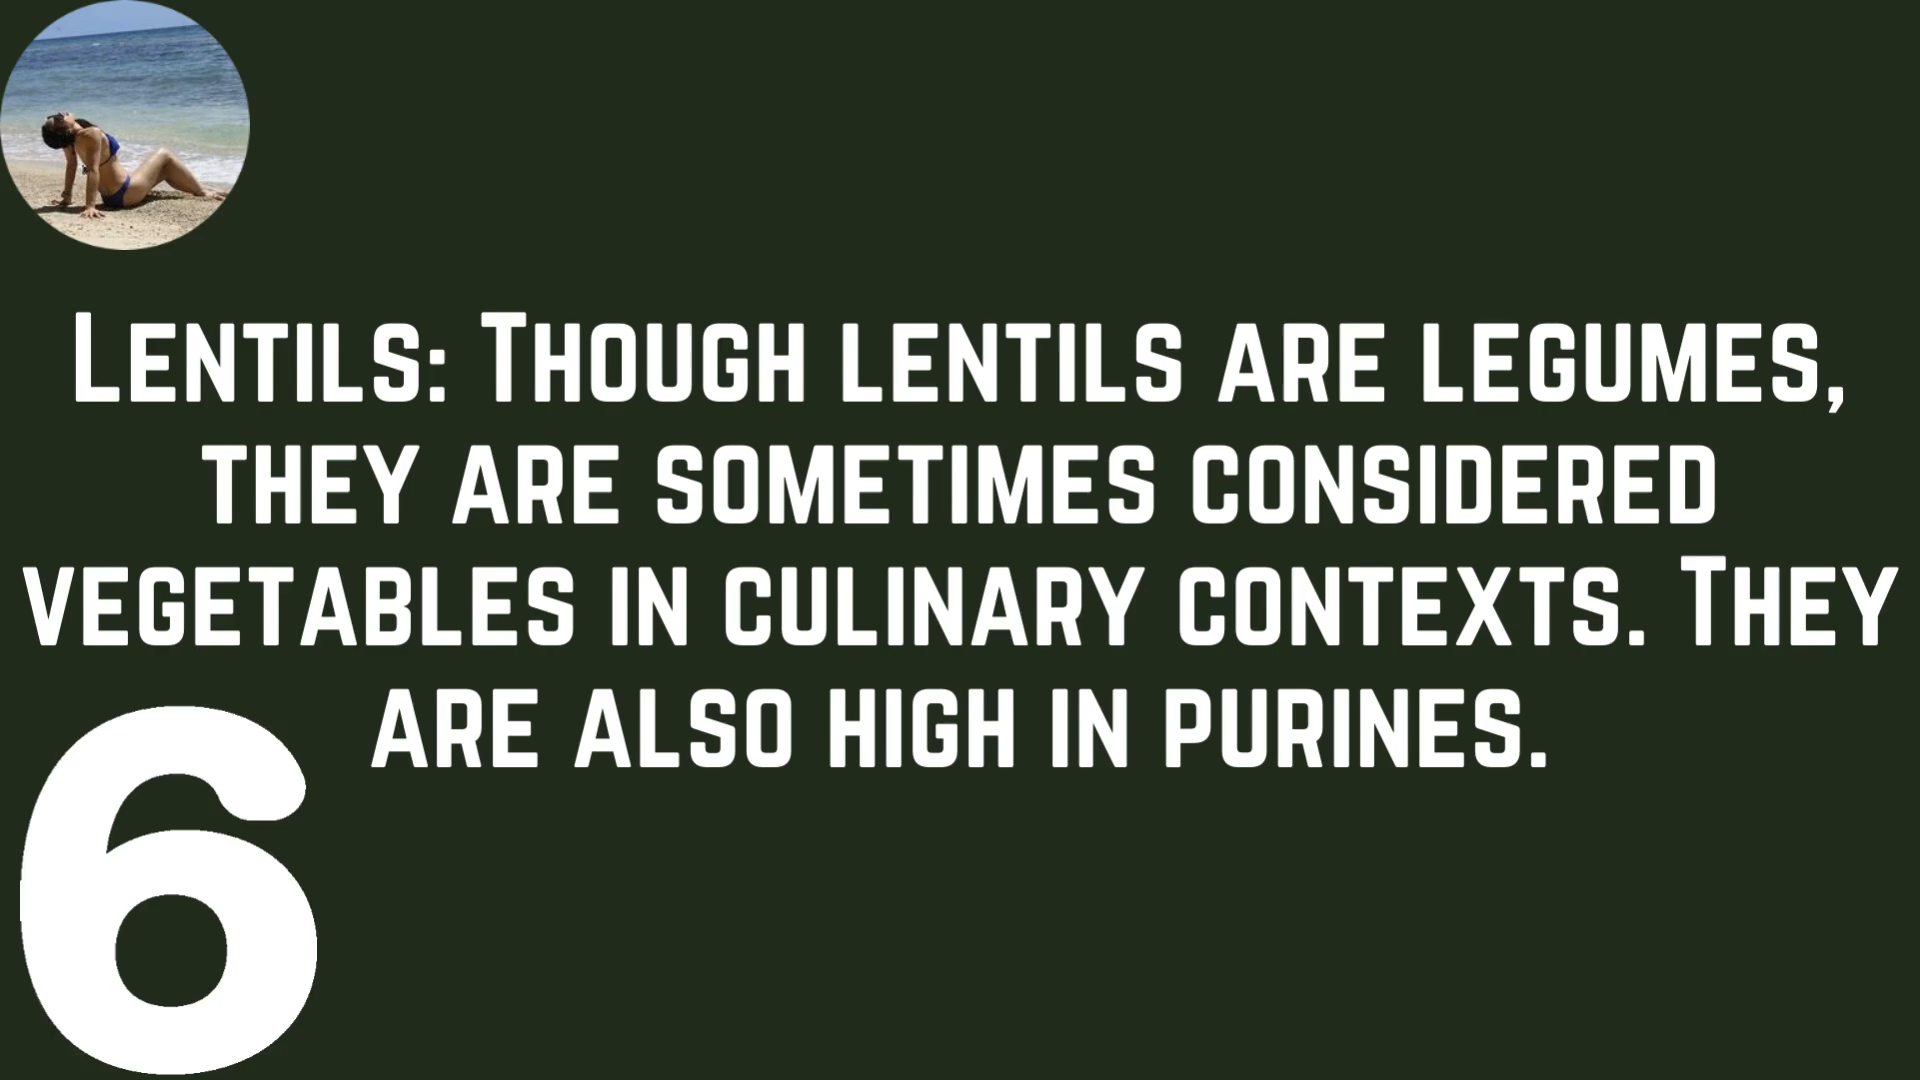 Lentils: Though lentils are legumes,
they are sometimes considered
vegetables in culinary contexts. They
are also high in purines.
6